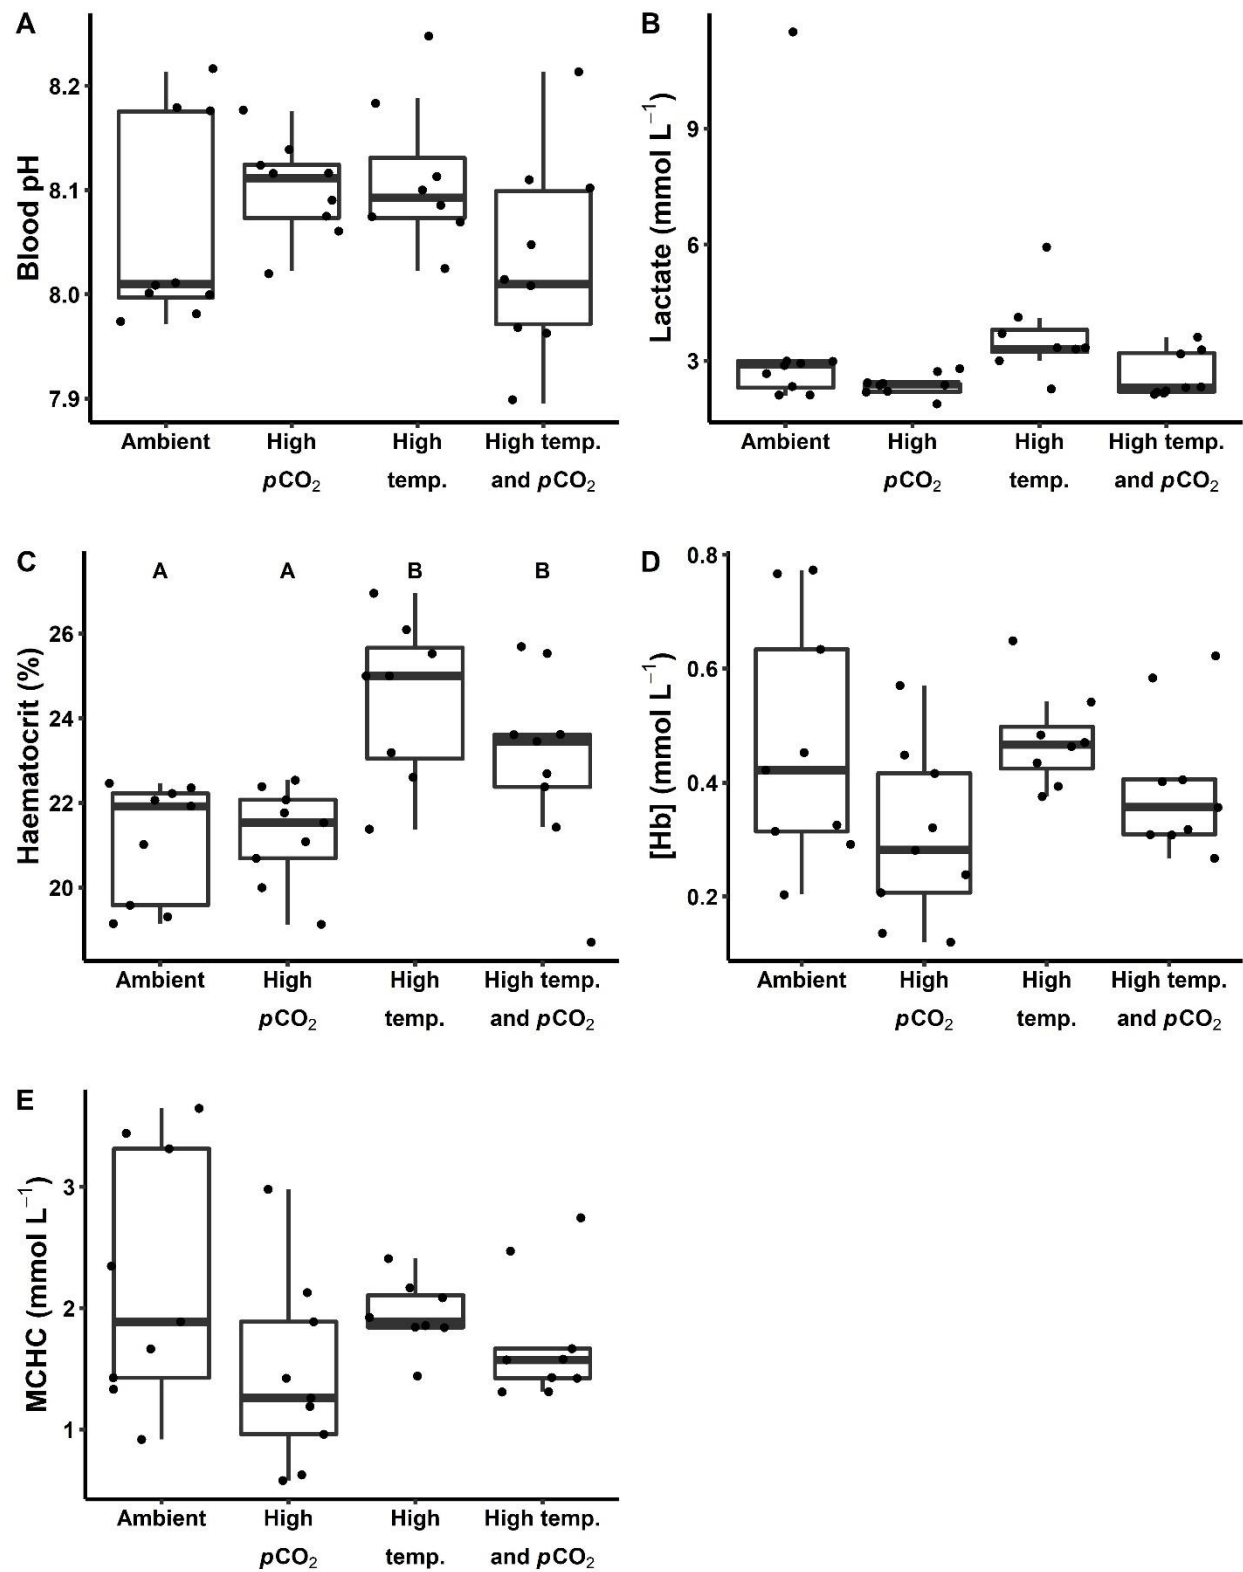 A
Blood pH
8.2
8.1
8.0
7.9
Ambient High High High temp.
pCO₂ temp. and pCO₂
B
Lactate (mmol L⁻¹)
9
6
3
Ambient High High High temp.
pCO₂ temp. and pCO₂
C
A A B B
Haematocrit (%)
26
24
22
20
Ambient High High High temp.
pCO₂ temp. and pCO₂
D
[Hb] (mmol L⁻¹)
0.8
0.6
0.4
0.2
Ambient High High High temp.
pCO₂ temp. and pCO₂
E
MCHC (mmol L⁻¹)
3
2
1
Ambient High High High temp.
pCO₂ temp. and pCO₂